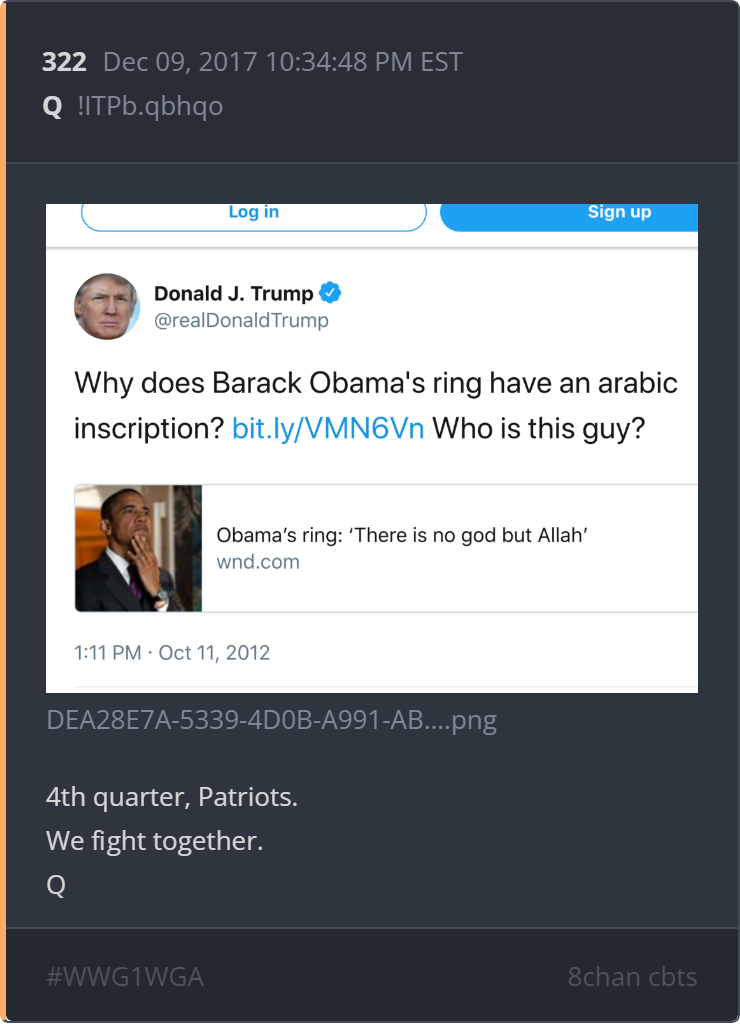 322 Dec 09, 2017 10:34:48 PM EST
Q !ITPb.qbhqo
Log in Sign up
Donald J. Trump
@realDonaldTrump
Why does Barack Obama's ring have an arabic
inscription? bit.ly/VMN6Vn Who is this guy?
Obama’s ring: ‘There is no god but Allah’
wnd.com
1:11 PM · Oct 11, 2012
DEA28E7A-5339-4D0B-A991-AB....png
4th quarter, Patriots.
We fight together.
Q
#WWG1WGA 8chan cbts